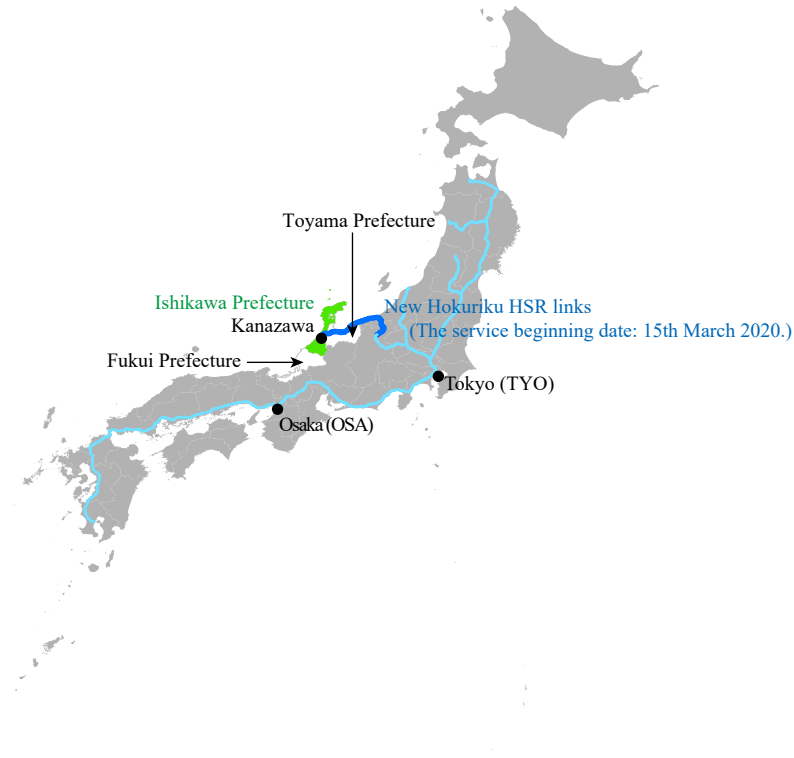 Toyama Prefecture
Ishikawa Prefecture
New Hokuriku HSR links
Kanazawa
(The service beginning date: 15th March 2020.)
Fukui Prefecture
Tokyo (TYO)
Osaka (OSA)